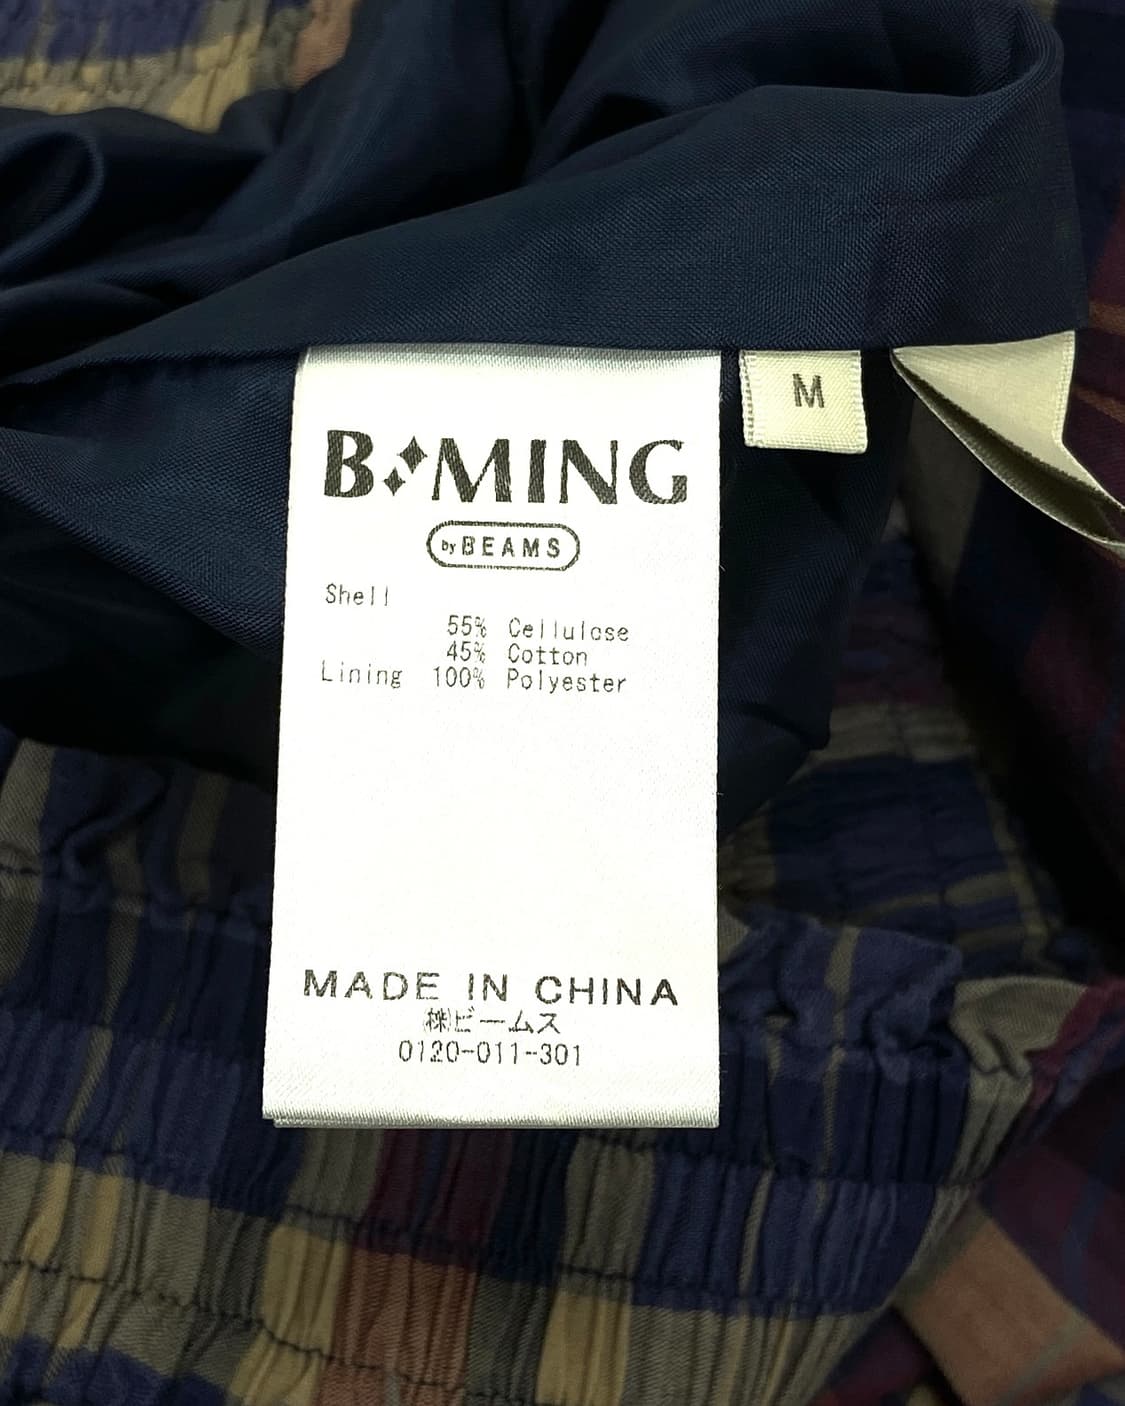 B MING
by BEAMS
M
Shell
55% Cellulose
45% Cotton
Lining 100% Polyester
MADE IN CHINA
㈱ビームス
0120-011-301